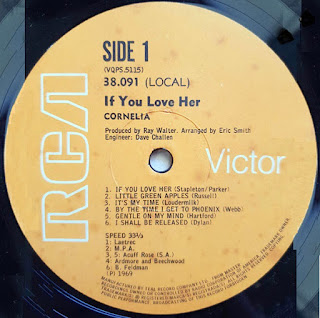 SIDE 1
(VQPS.5115)
38.091 (LOCAL)
If You Love Her
CORNELIA
Produced by Ray Walter. Arranged by Eric Smith
Engineer: Dave Challen
RCA
Victor
1. IF YOU LOVE HER (Stapleton/Parker)
2. LITTLE GREEN APPLES (Russell)
3. IT'S MY TIME (Loudermilk)
4. BY THE TIME I GET TO PHOENIX (Webb)
5. GENTLE ON MY MIND (Hartford)
6. I SHALL BE RELEASED (Dylan)
SPEED 33⅓
1: Laetrec
2: M.P.A.
3, 5: Acuff Rose (S.A.)
4: Ardmore and Beechwood
6: B. Feldman
(P) 1969